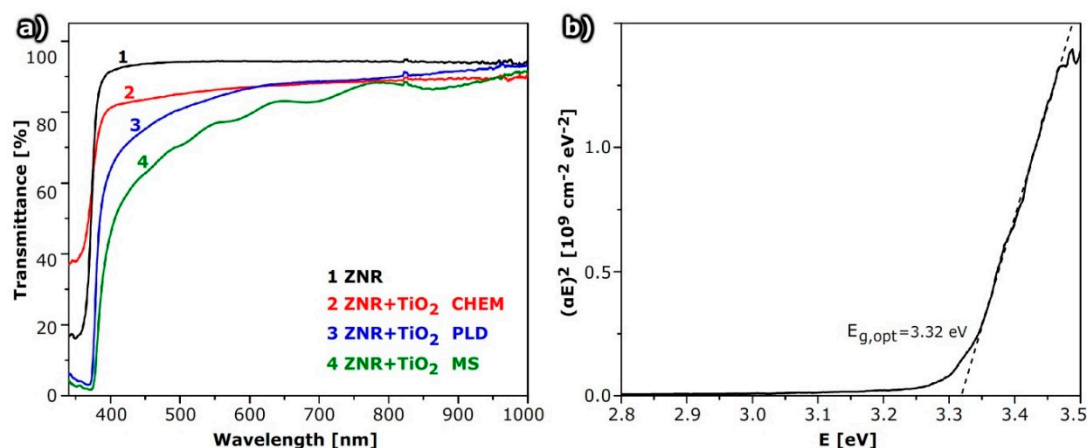 a)
Transmittance [%]
100
80
60
40
20
0
1
2
3
4
1 ZNR
2 ZNR+TiO2 CHEM
3 ZNR+TiO2 PLD
4 ZNR+TiO2 MS
400 500 600 700 800 900 1000
Wavelength [nm]
b)
(αE)² [10⁹ cm⁻² eV⁻²]
1.0
0.5
0.0
Eg,opt=3.32 eV
2.8 2.9 3.0 3.1 3.2 3.3 3.4 3.5
E [eV]